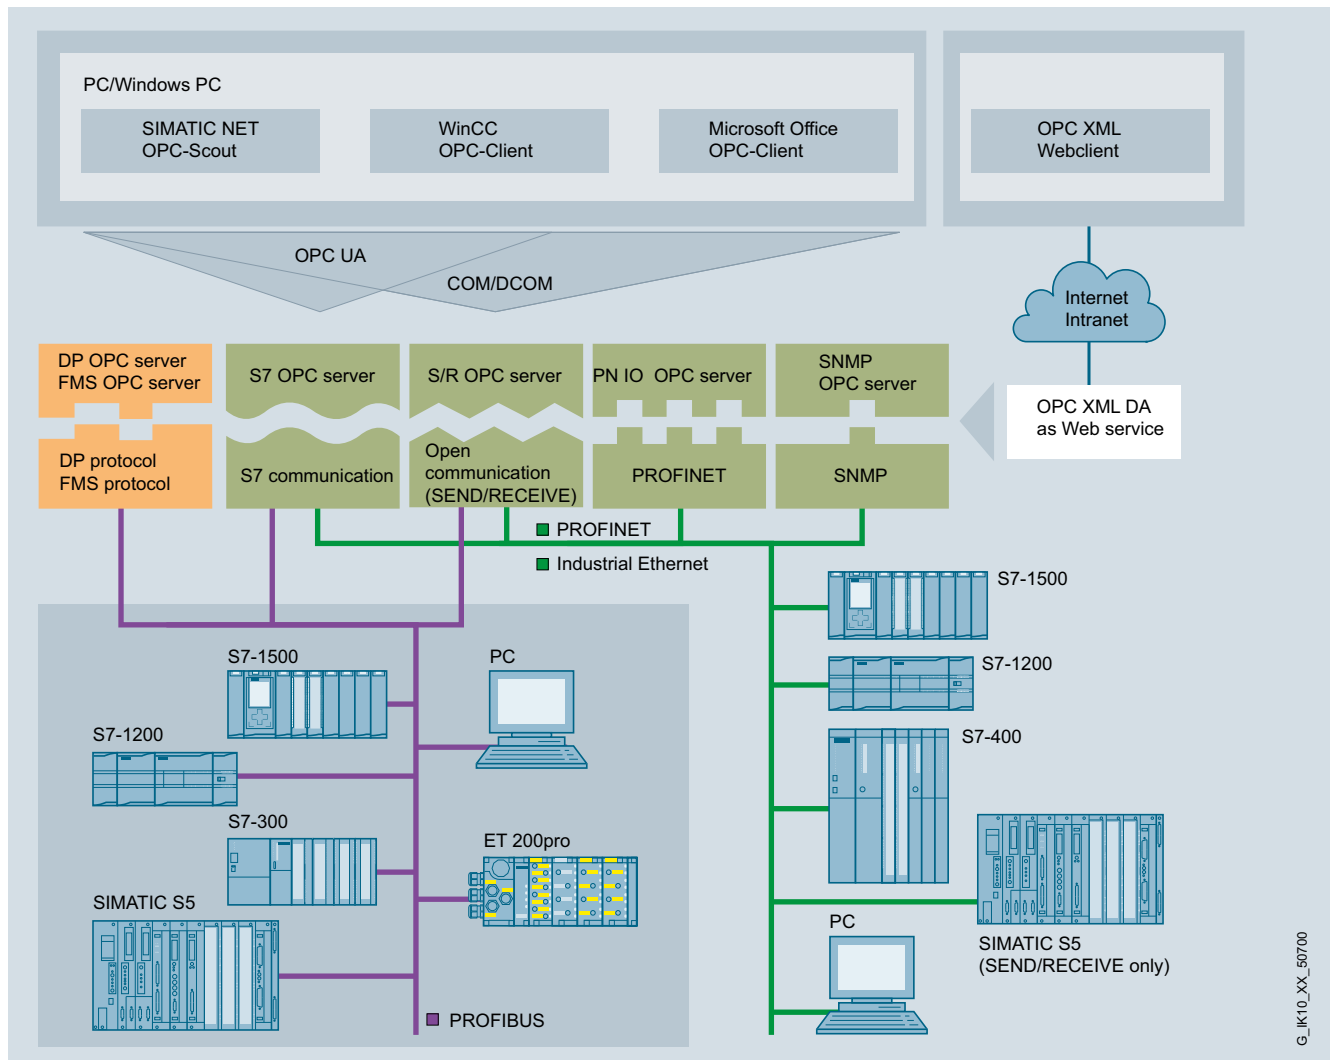 PC/Windows PC
SIMATIC NET
OPC-Scout
WinCC
OPC-Client
Microsoft Office
OPC-Client
OPC XML
Webclient
OPC UA
COM/DCOM
Internet
Intranet
DP OPC server
FMS OPC server
S7 OPC server
S/R OPC server
PN IO OPC server
SNMP
OPC server
OPC XML DA
as Web service
DP protocol
FMS protocol
S7 communication
Open
communication
(SEND/RECEIVE)
PROFINET
SNMP
PROFINET
Industrial Ethernet
S7-1500
S7-1200
S7-400
SIMATIC S5
(SEND/RECEIVE only)
PC
S7-1500
PC
S7-1200
S7-300
ET 200pro
SIMATIC S5
PROFIBUS
G_IK10_XX_50700